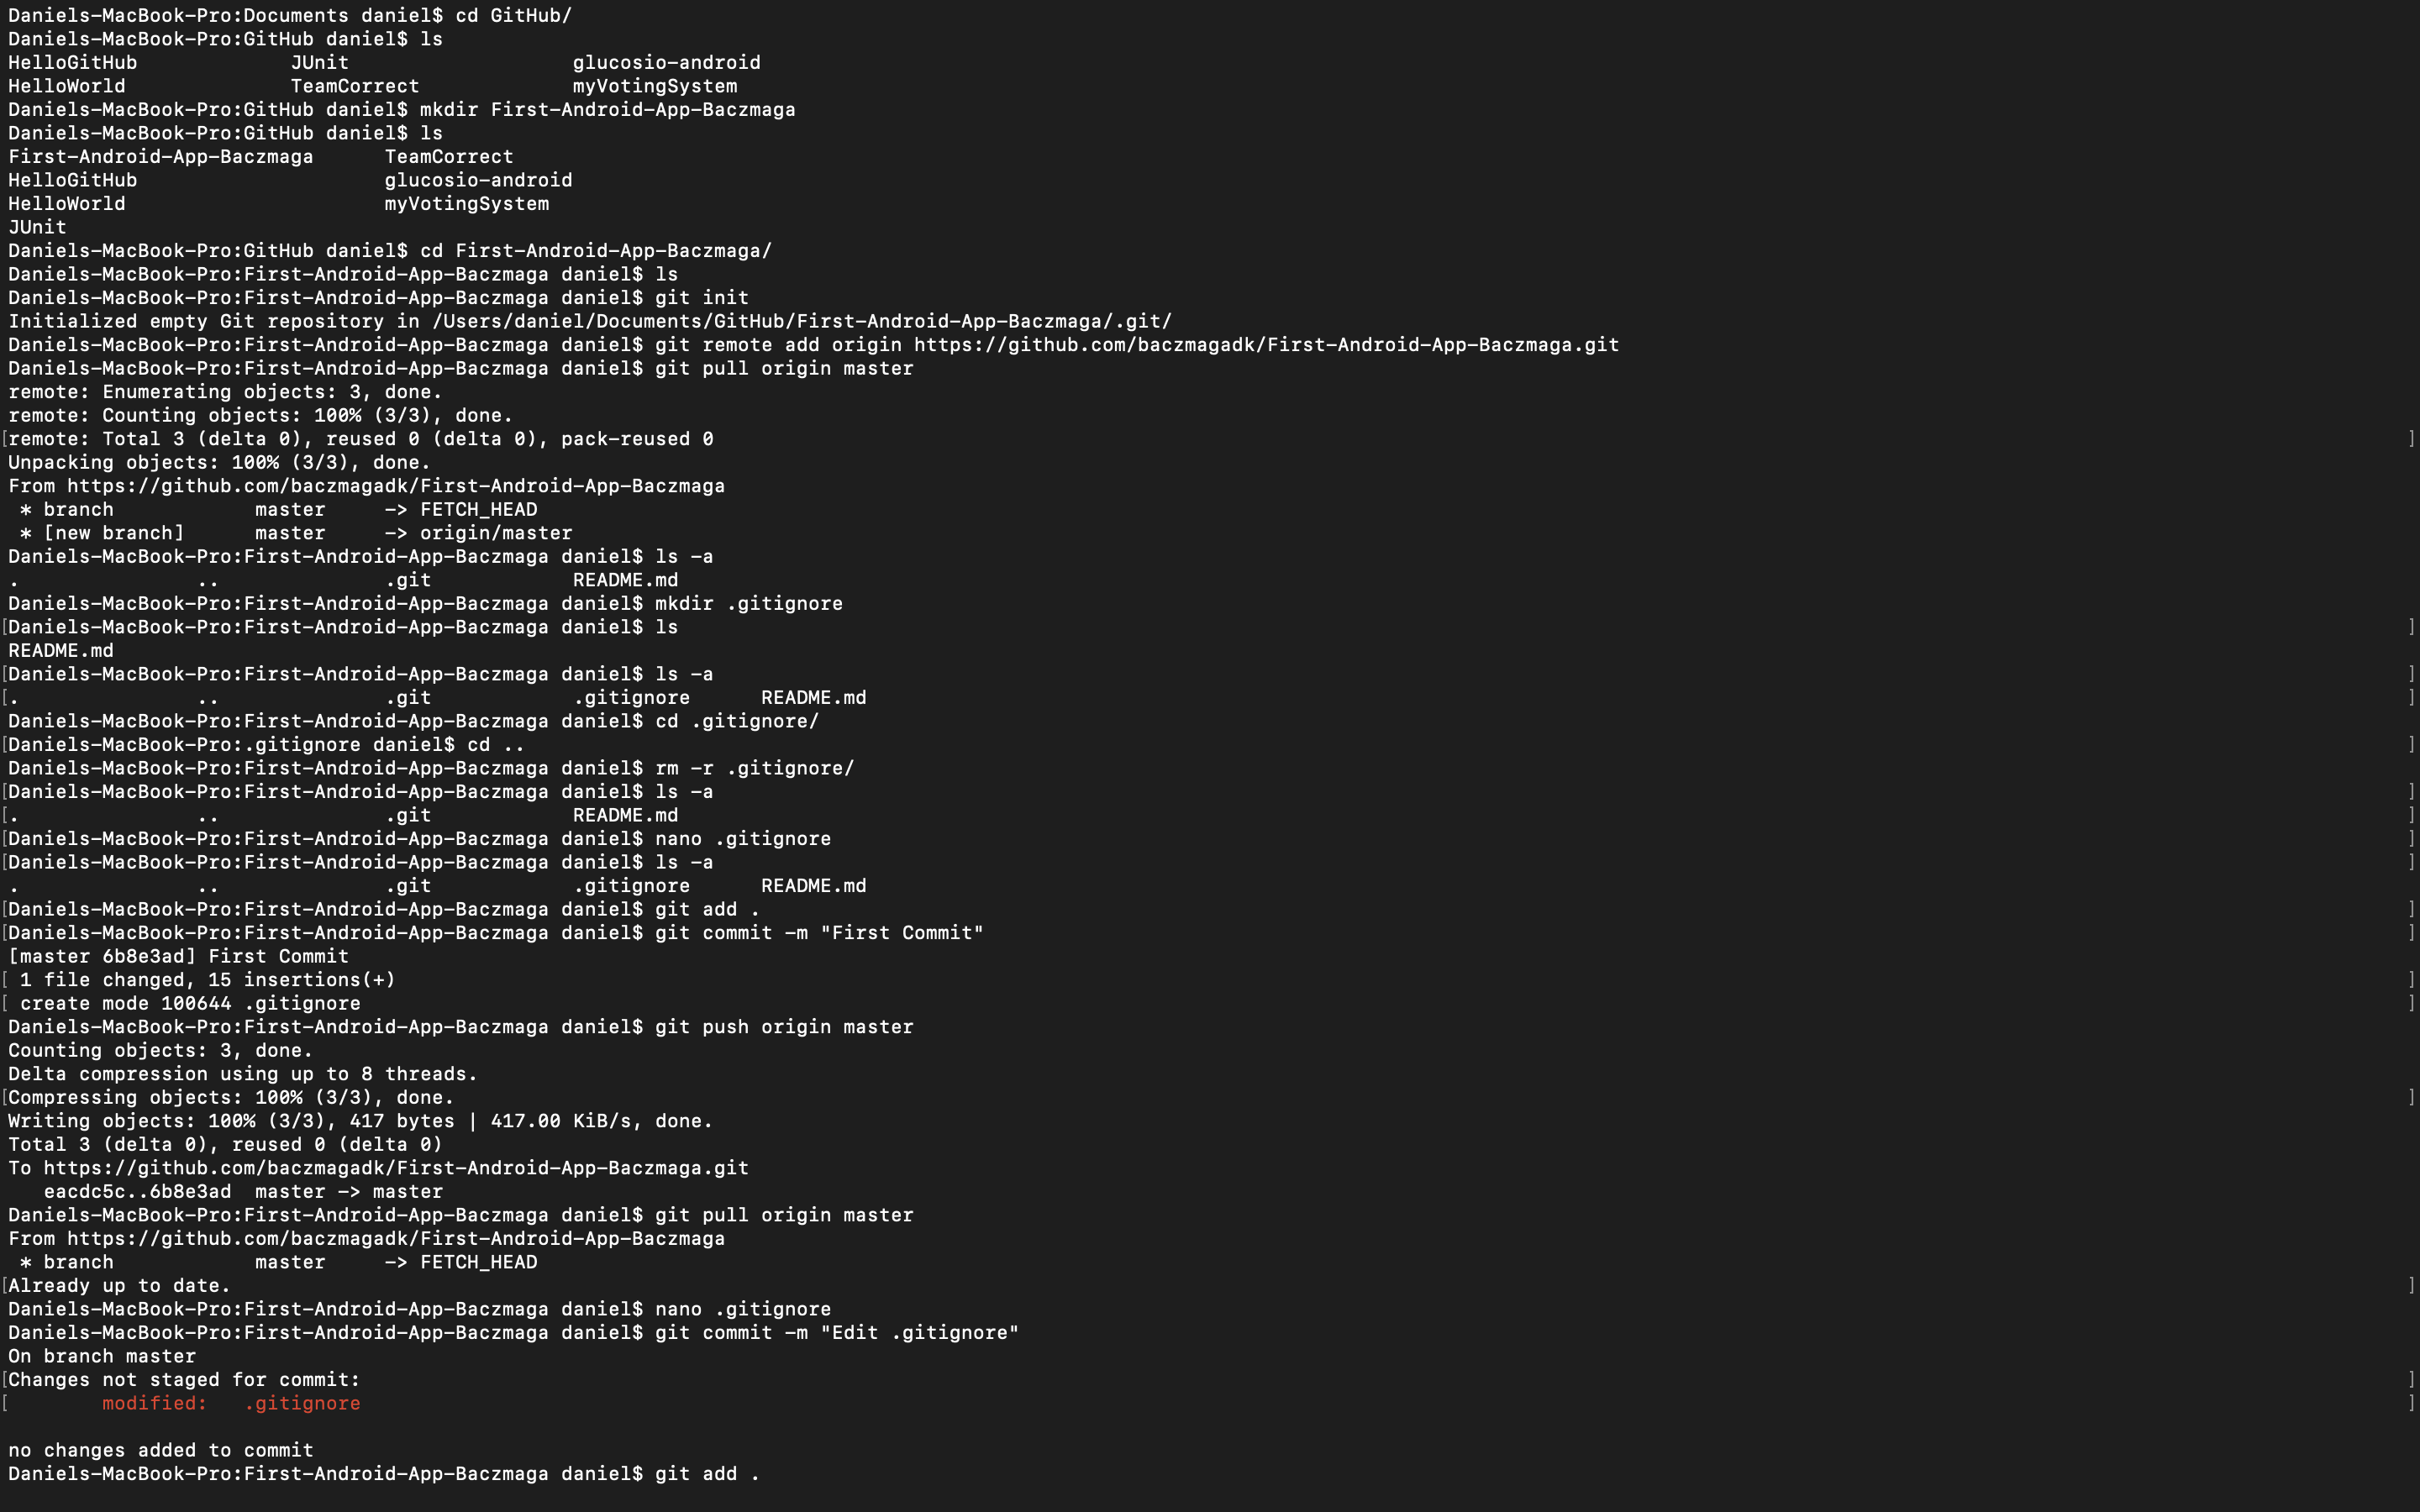 Daniels-MacBook-Pro:Documents daniel$ cd GitHub/
Daniels-MacBook-Pro:GitHub daniel$ ls
HelloGitHub             JUnit                   glucosio-android
HelloWorld              TeamCorrect             myVotingSystem
Daniels-MacBook-Pro:GitHub daniel$ mkdir First-Android-App-Baczmaga
Daniels-MacBook-Pro:GitHub daniel$ ls
First-Android-App-Baczmaga      TeamCorrect
HelloGitHub                     glucosio-android
HelloWorld                      myVotingSystem
JUnit
Daniels-MacBook-Pro:GitHub daniel$ cd First-Android-App-Baczmaga/
Daniels-MacBook-Pro:First-Android-App-Baczmaga daniel$ ls
Daniels-MacBook-Pro:First-Android-App-Baczmaga daniel$ git init
Initialized empty Git repository in /Users/daniel/Documents/GitHub/First-Android-App-Baczmaga/.git/
Daniels-MacBook-Pro:First-Android-App-Baczmaga daniel$ git remote add origin https://github.com/baczmagadk/First-Android-App-Baczmaga.git
Daniels-MacBook-Pro:First-Android-App-Baczmaga daniel$ git pull origin master
remote: Enumerating objects: 3, done.
remote: Counting objects: 100% (3/3), done.
[remote: Total 3 (delta 0), reused 0 (delta 0), pack-reused 0 ]
Unpacking objects: 100% (3/3), done.
From https://github.com/baczmagadk/First-Android-App-Baczmaga
 * branch            master     -> FETCH_HEAD
 * [new branch]      master     -> origin/master
Daniels-MacBook-Pro:First-Android-App-Baczmaga daniel$ ls -a
.               ..              .git            README.md
Daniels-MacBook-Pro:First-Android-App-Baczmaga daniel$ mkdir .gitignore
[Daniels-MacBook-Pro:First-Android-App-Baczmaga daniel$ ls ]
README.md
[Daniels-MacBook-Pro:First-Android-App-Baczmaga daniel$ ls -a ]
[.               ..              .git            .gitignore      README.md ]
Daniels-MacBook-Pro:First-Android-App-Baczmaga daniel$ cd .gitignore/
[Daniels-MacBook-Pro:.gitignore daniel$ cd .. ]
Daniels-MacBook-Pro:First-Android-App-Baczmaga daniel$ rm -r .gitignore/
[Daniels-MacBook-Pro:First-Android-App-Baczmaga daniel$ ls -a ]
[.               ..              .git            README.md ]
[Daniels-MacBook-Pro:First-Android-App-Baczmaga daniel$ nano .gitignore ]
[Daniels-MacBook-Pro:First-Android-App-Baczmaga daniel$ ls -a ]
.               ..              .git            .gitignore      README.md
[Daniels-MacBook-Pro:First-Android-App-Baczmaga daniel$ git add . ]
[Daniels-MacBook-Pro:First-Android-App-Baczmaga daniel$ git commit -m "First Commit" ]
[master 6b8e3ad] First Commit
[ 1 file changed, 15 insertions(+) ]
[ create mode 100644 .gitignore ]
Daniels-MacBook-Pro:First-Android-App-Baczmaga daniel$ git push origin master
Counting objects: 3, done.
Delta compression using up to 8 threads.
[Compressing objects: 100% (3/3), done. ]
Writing objects: 100% (3/3), 417 bytes | 417.00 KiB/s, done.
Total 3 (delta 0), reused 0 (delta 0)
To https://github.com/baczmagadk/First-Android-App-Baczmaga.git
   eacdc5c..6b8e3ad  master -> master
Daniels-MacBook-Pro:First-Android-App-Baczmaga daniel$ git pull origin master
From https://github.com/baczmagadk/First-Android-App-Baczmaga
 * branch            master     -> FETCH_HEAD
[Already up to date. ]
Daniels-MacBook-Pro:First-Android-App-Baczmaga daniel$ nano .gitignore
Daniels-MacBook-Pro:First-Android-App-Baczmaga daniel$ git commit -m "Edit .gitignore"
On branch master
[Changes not staged for commit: ]
[        modified:   .gitignore ]
no changes added to commit
Daniels-MacBook-Pro:First-Android-App-Baczmaga daniel$ git add .